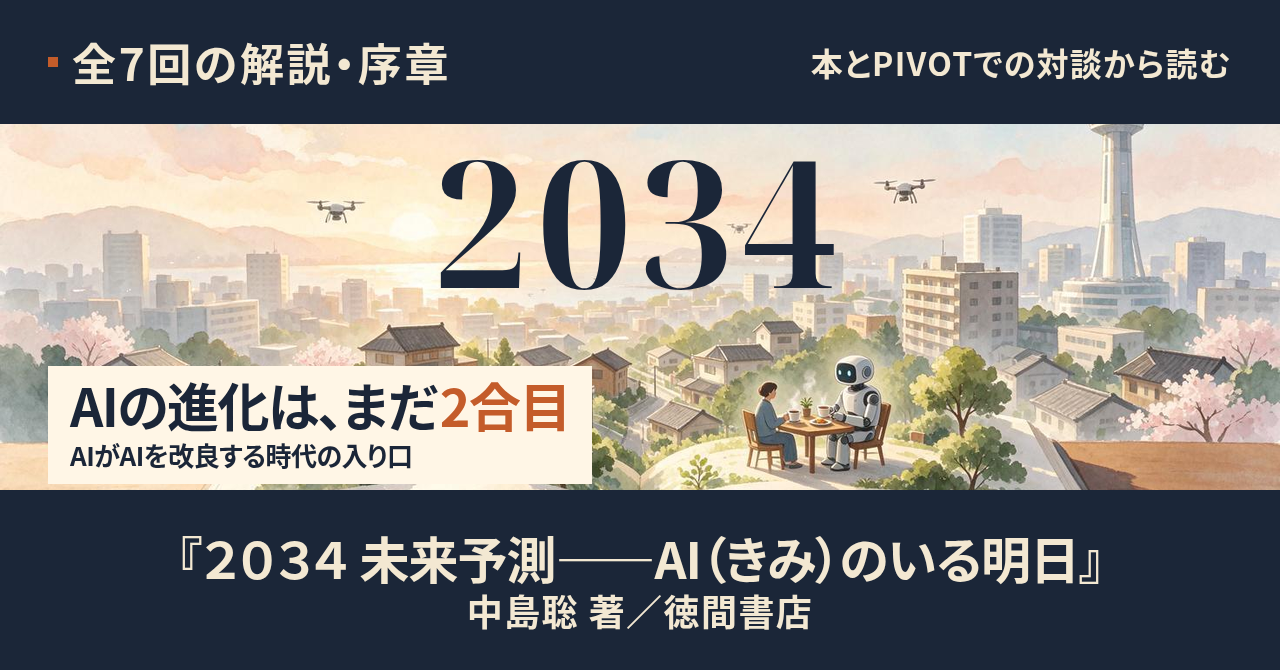 全7回の解説・序章
本とPIVOTでの対談から読む
2034
AIの進化は、まだ2合目
AIがAIを改良する時代の入り口
『2034 未来予測――AI（きみ）のいる明日』
中島聡 著／徳間書店